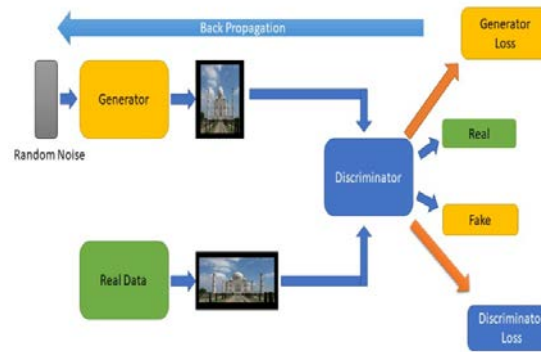 Back Propagation
Generator
Loss
Generator
Random Noise
Real
Discriminator
Fake
Real Data
Discriminato
Loss